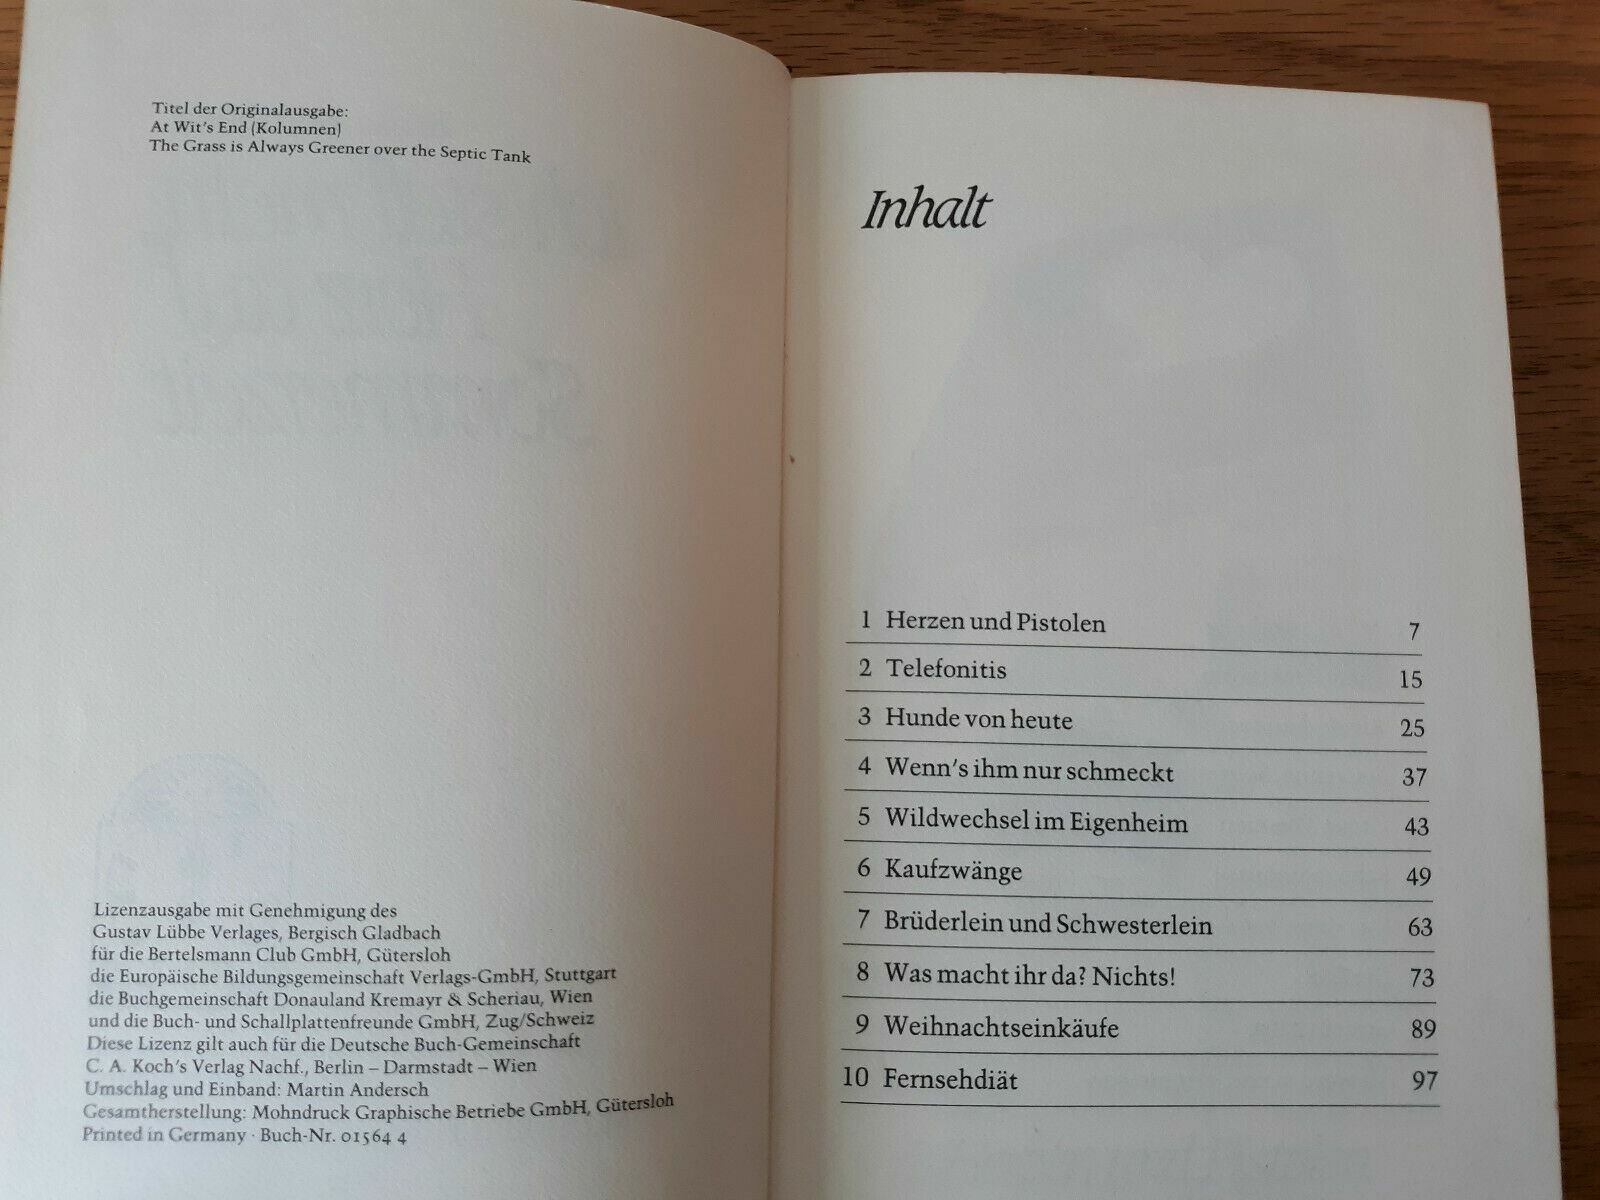 Titel der Originalausgabe:
At Wit's End (Kolumnen)
The Grass is Always Greener over the Septic Tank
Lizenzausgabe mit Genehmigung des
Gustav Lübbe Verlages, Bergisch Gladbach
für die Bertelsmann Club GmbH, Gütersloh
die Europäische Bildungsgemeinschaft Verlags-GmbH, Stuttgart
die Buchgemeinschaft Donauland Kremayr & Scheriau, Wien
und die Buch- und Schallplattenfreunde GmbH, Zug/Schweiz
Diese Lizenz gilt auch für die Deutsche Buch-Gemeinschaft
C. A. Koch's Verlag Nachf., Berlin – Darmstadt – Wien
Umschlag und Einband: Martin Andersch
Gesamtherstellung: Mohndruck Graphische Betriebe GmbH, Gütersloh
Printed in Germany · Buch-Nr. 01564 4
Inhalt
1 Herzen und Pistolen 7
2 Telefonitis 15
3 Hunde von heute 25
4 Wenn's ihm nur schmeckt 37
5 Wildwechsel im Eigenheim 43
6 Kaufzwänge 49
7 Brüderlein und Schwesterlein 63
8 Was macht ihr da? Nichts! 73
9 Weihnachtseinkäufe 89
10 Fernsehdiät 97